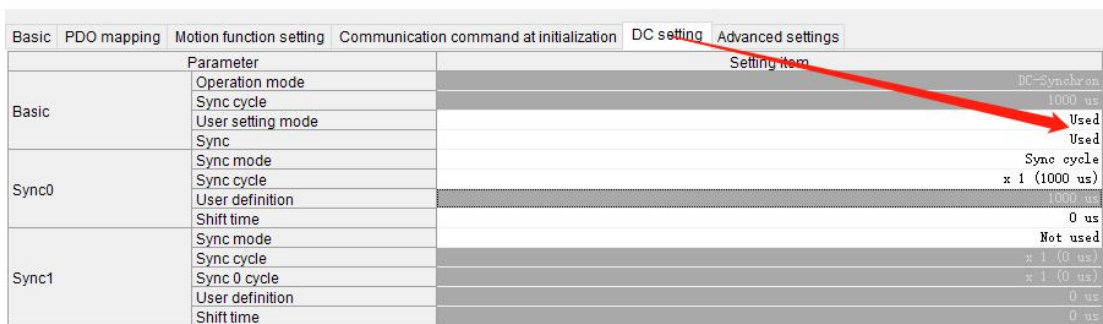 Basic PDO mapping Motion function setting Communication command at initialization DC setting Advanced settings
Parameter Setting item
Basic
Operation mode DC-Synchron
Sync cycle 1000 us
User setting mode Used
Sync Used
Sync0
Sync mode Sync cycle
Sync cycle x 1 (1000 us)
User definition 1000 us
Shift time 0 us
Sync1
Sync mode Not used
Sync cycle x 1 (0 us)
Sync 0 cycle x 1 (0 us)
User definition 0 us
Shift time 0 us